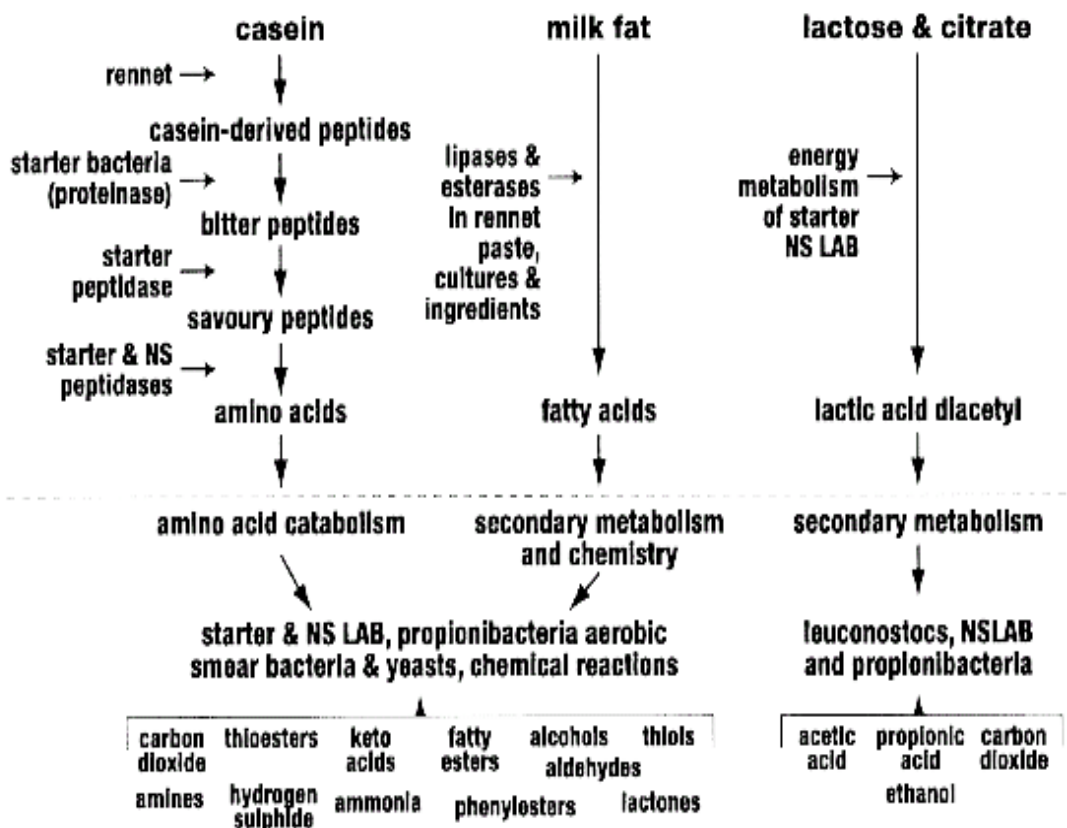 casein
milk fat
lactose & citrate
rennet
casein-derived peptides
starter bacteria
(proteinase)
bitter peptides
starter
peptidase
savoury peptides
starter & NS
peptidases
amino acids
lipases &
esterases
in rennet
paste,
cultures &
ingredients
fatty acids
energy
metabolism
of starter
NS LAB
lactic acid diacetyl
amino acid catabolism
secondary metabolism
and chemistry
secondary metabolism
starter & NS LAB, propionibacteria aerobic
smear bacteria & yeasts, chemical reactions
leuconostocs, NSLAB
and propionibacteria
carbon
dioxide
thioesters
keto
acids
fatty
esters
alcohols
aldehydes
thiols
amines
hydrogen
sulphide
ammonia
phenylesters
lactones
acetic
acid
propionic
acid
carbon
dioxide
ethanol